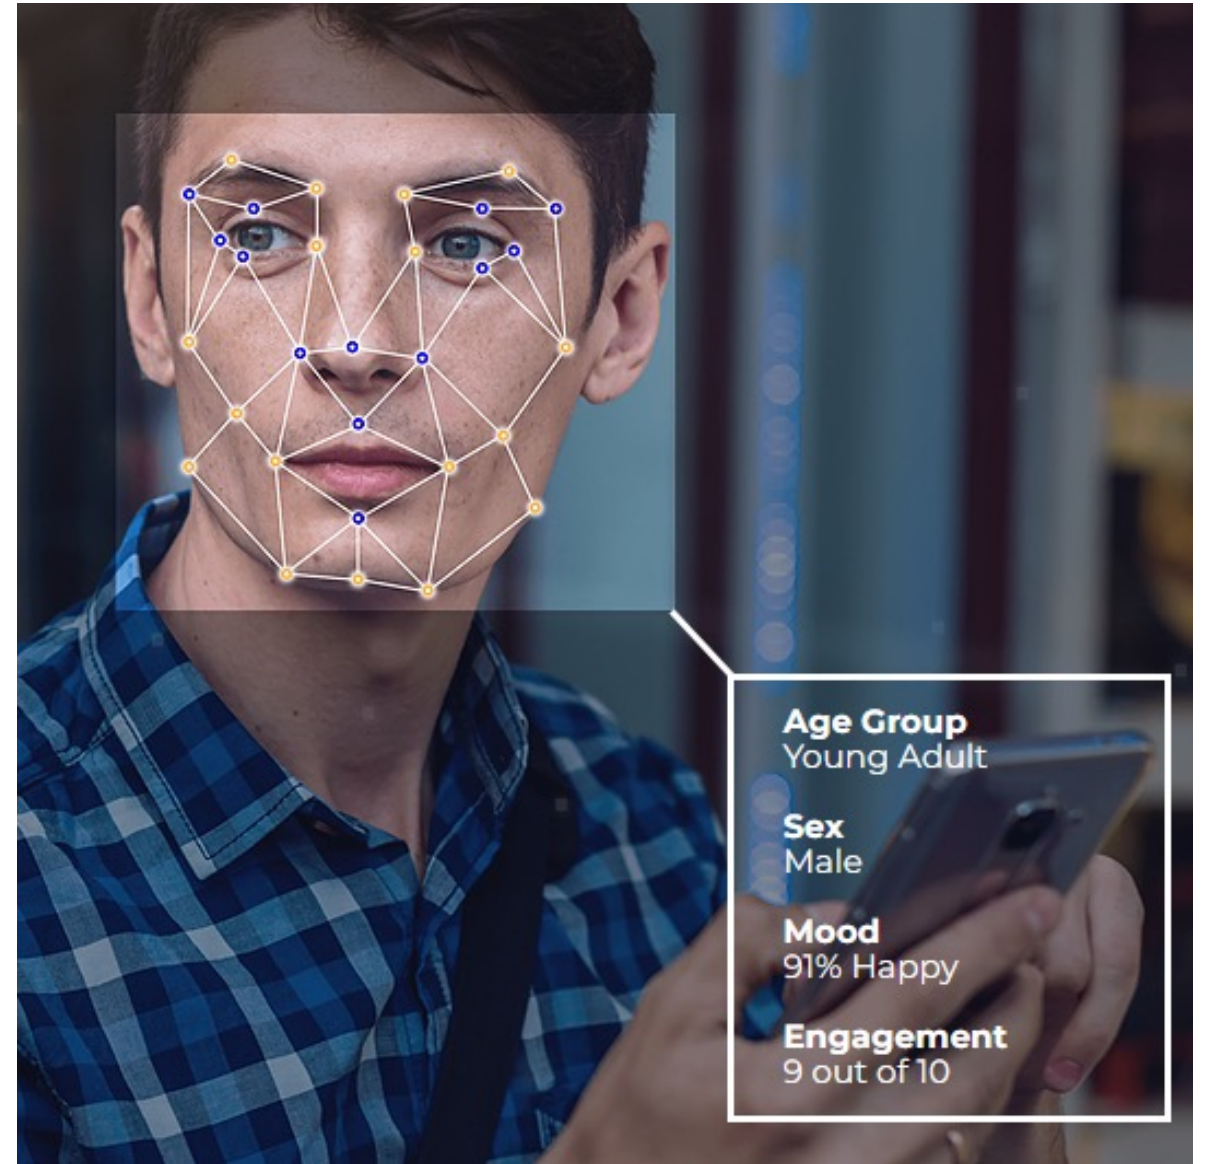 Age Group
Young Adult
Sex
Male
Mood
91% Happy
Engagement
9 out of 10